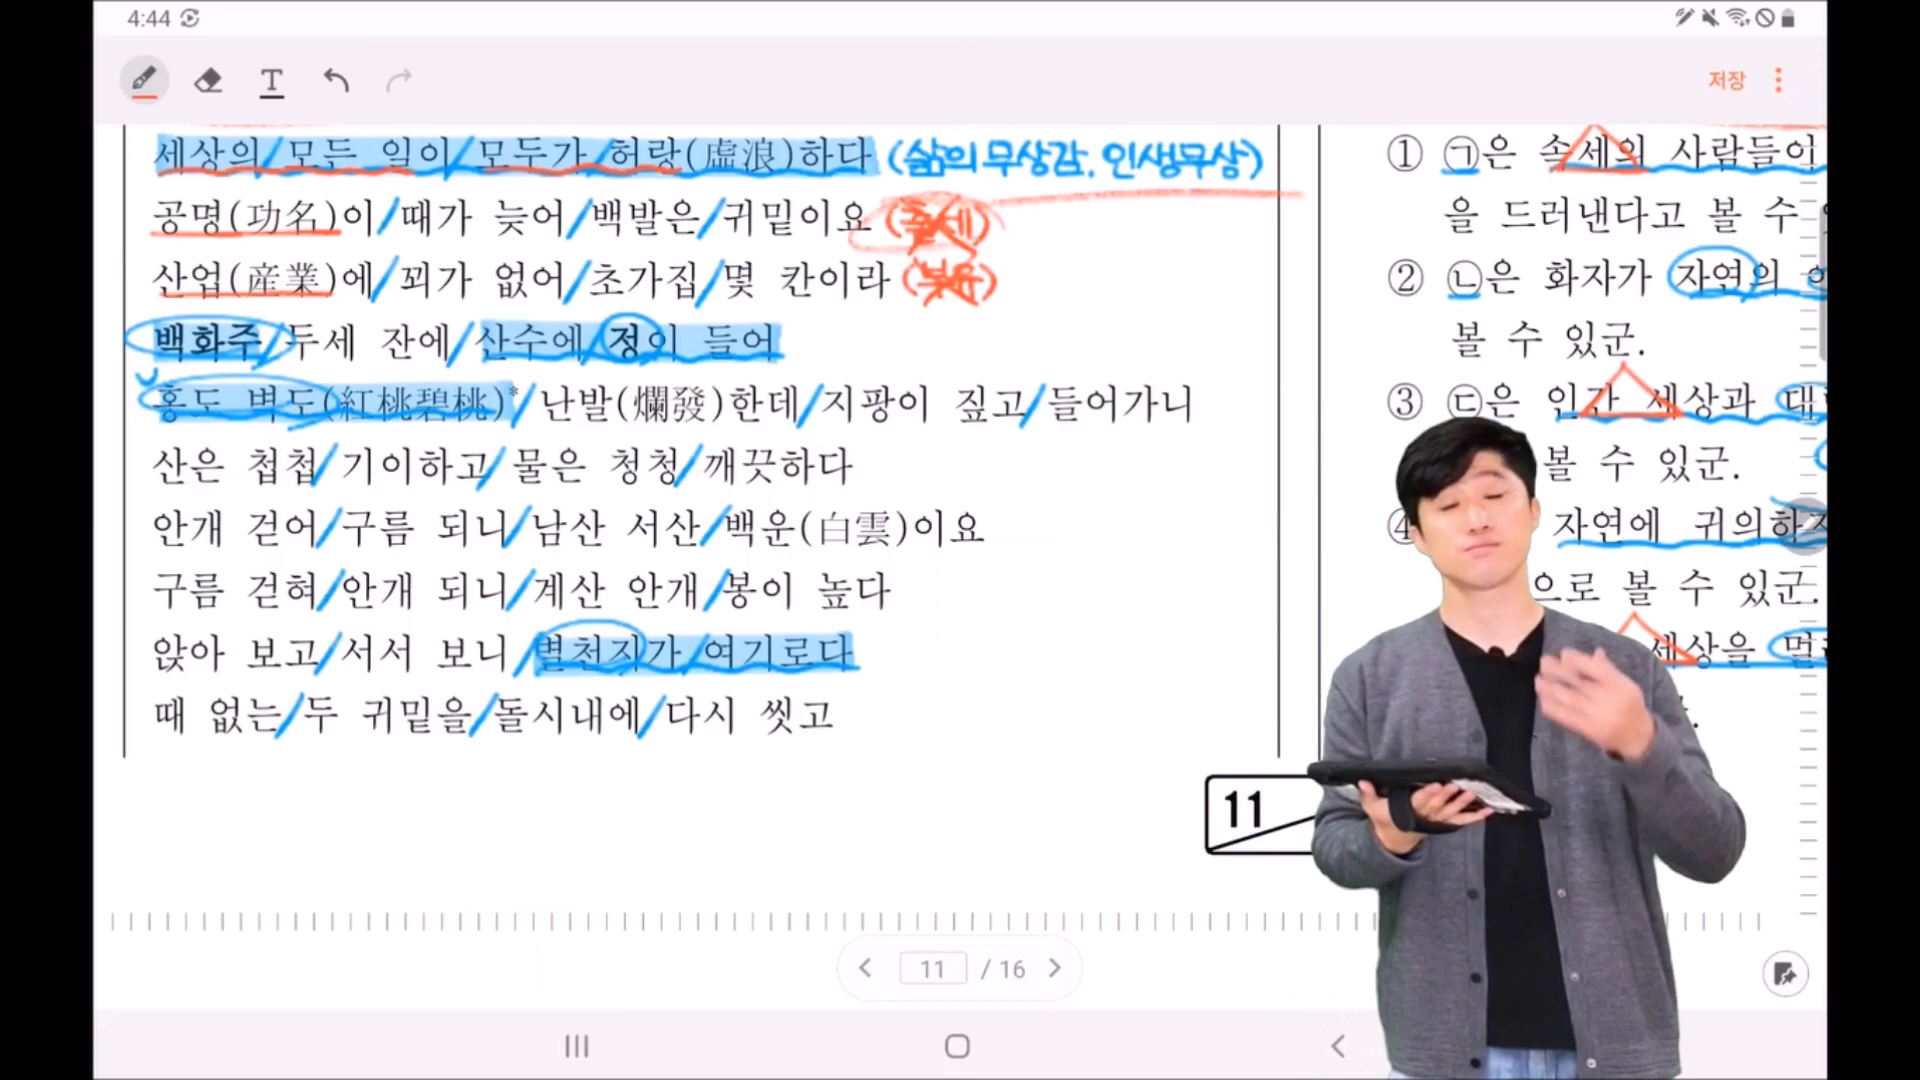 4:44
T
저장
세상의 모든 일이 모두가 허랑(虛浪)하다 (삶의 무상감, 인생무상)
공명(功名)이 때가 늦어 백발은 귀밑이요
산업(産業)에 꾀가 없어 초가집 몇 칸이라
백화주 두세 잔에 산수에 정이 들어
홍도 벽도(紅桃碧桃)* 난발(爛發)한데 지팡이 짚고 들어가니
산은 첩첩 기이하고 물은 청청 깨끗하다
안개 걷어 구름 되니 남산 서산 백운(白雲)이요
구름 걷혀 안개 되니 계산 안개 봉이 높다
앉아 보고 서서 보니 별천지가 여기로다
때 없는 두 귀밑을 돌시내에 다시 씻고
11
① ㉠은 속세의 사람들이
을 드러낸다고 볼 수
② ㉡은 화자가 자연의
볼 수 있군.
③ ㉢은 인간 세상과
볼 수 있군.
④ 자연에 귀의하
으로 볼 수 있군.
세상을 멀
11 / 16